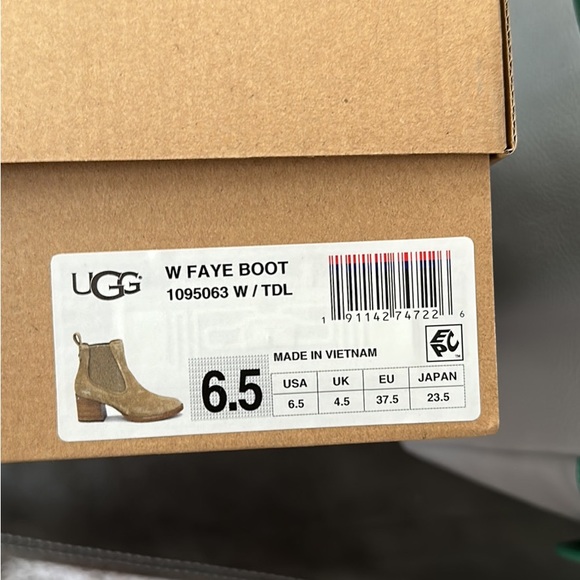 UGG®
W FAYE BOOT
1095063 W / TDL
1 91142 74722 6
EPC™
MADE IN VIETNAM
6.5
USA UK EU JAPAN
6.5 4.5 37.5 23.5